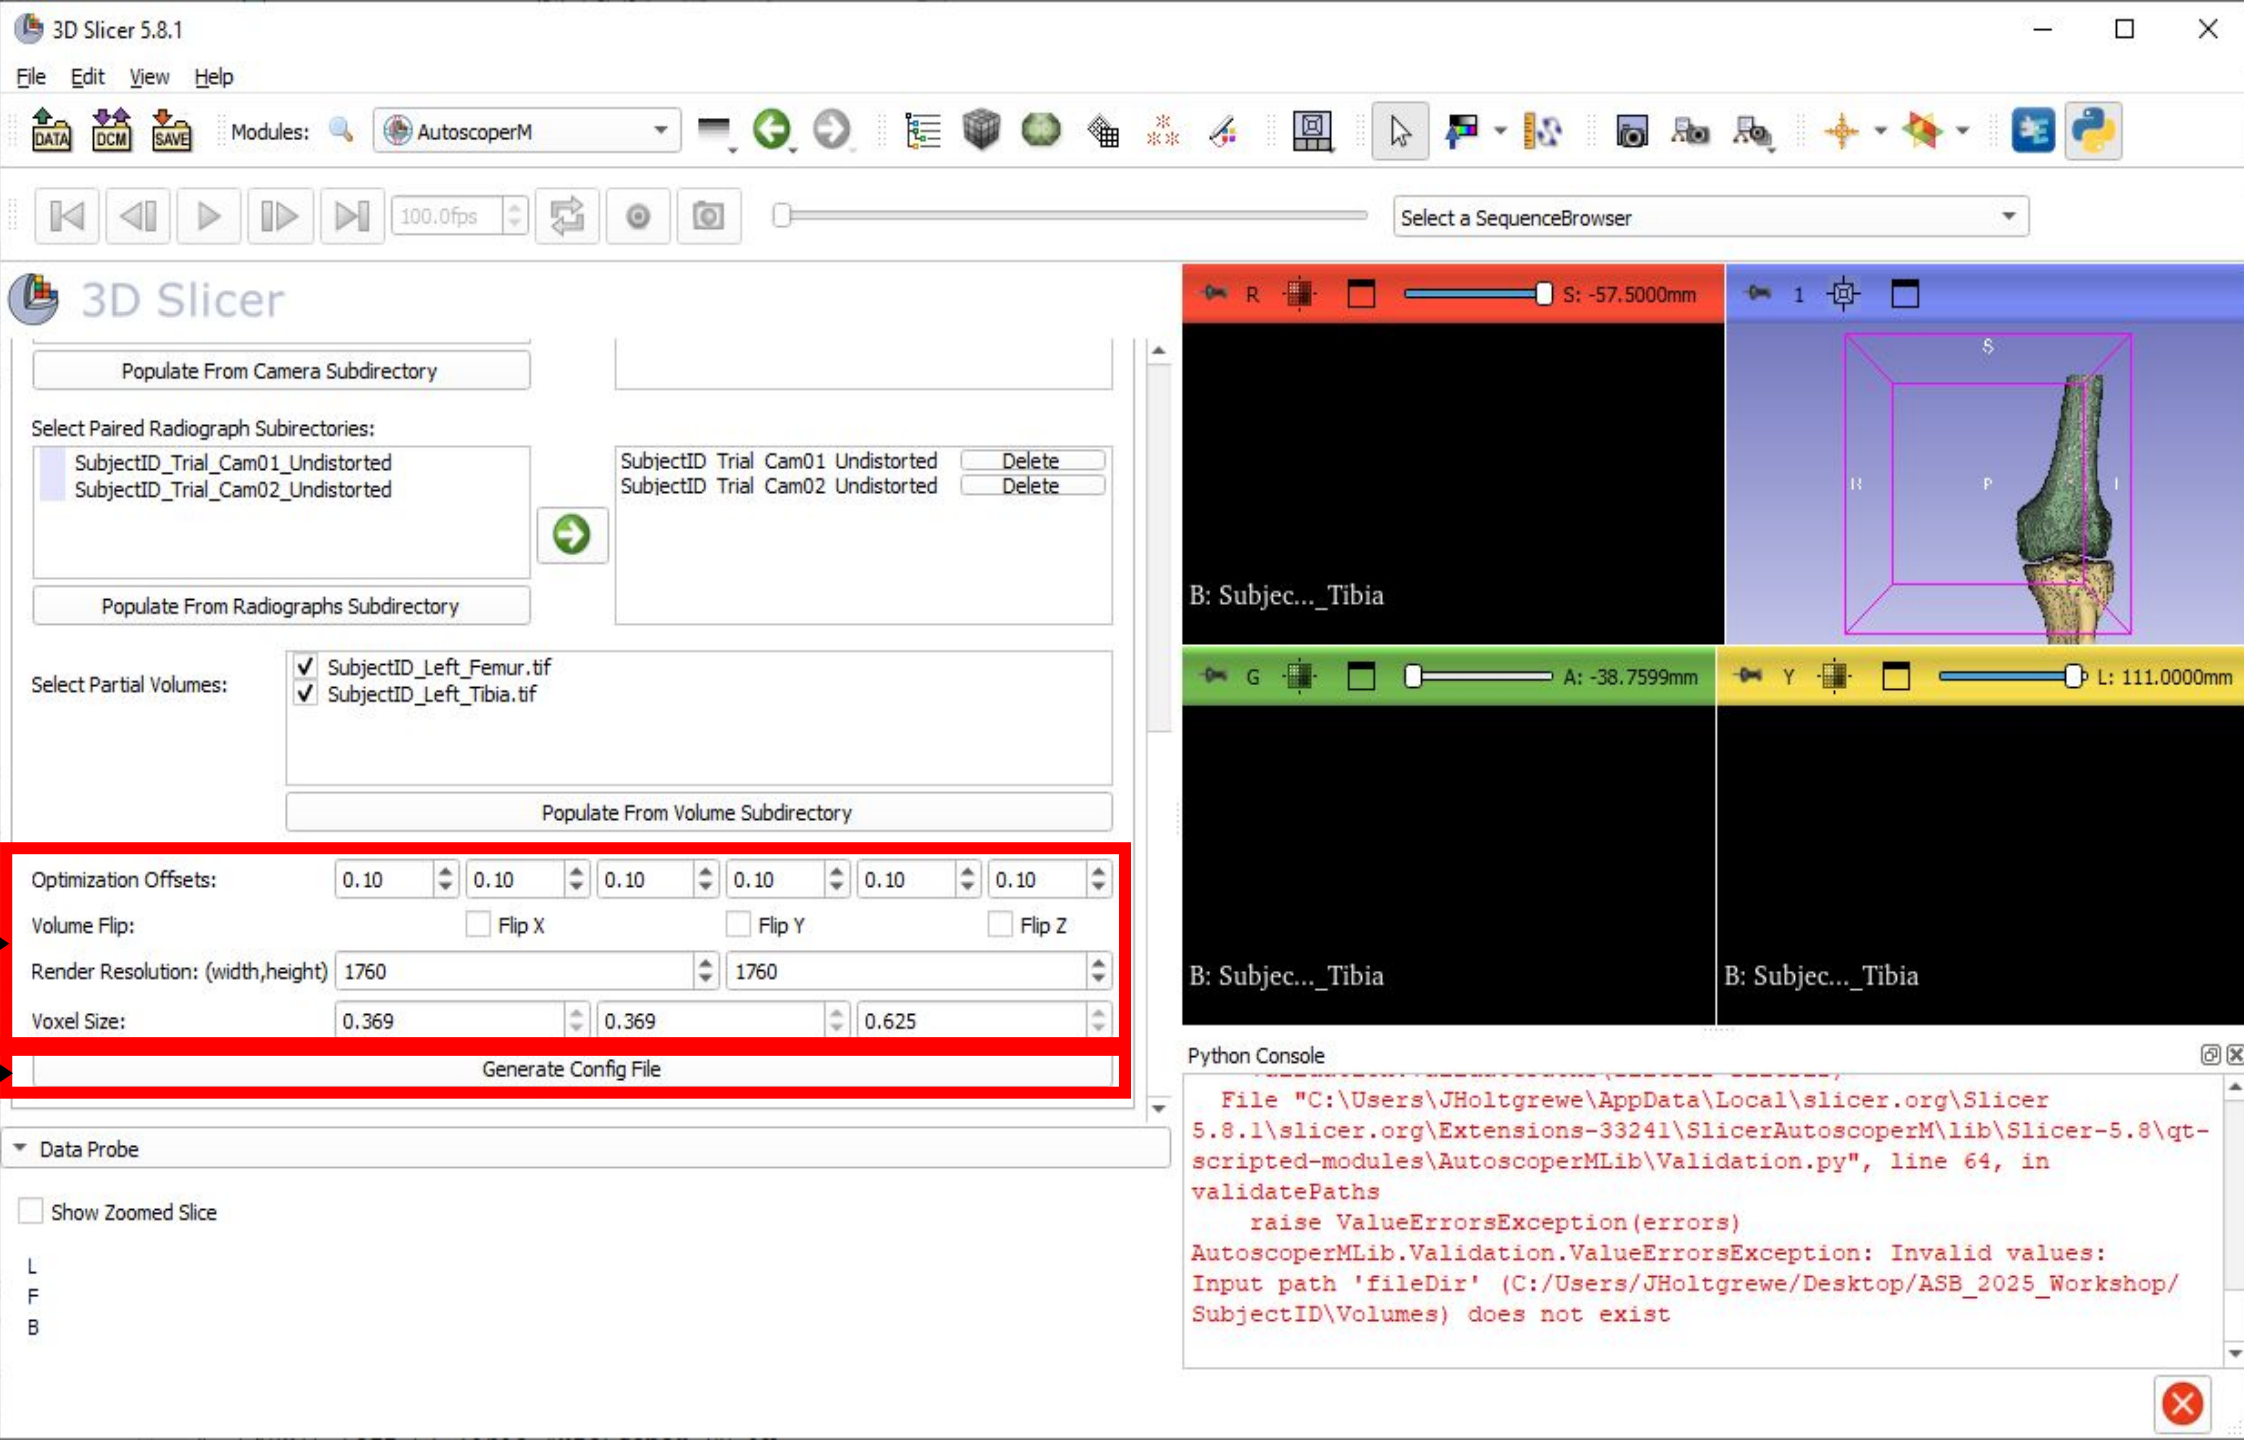 3D Slicer 5.8.1
File Edit View Help
DATA DCM SAVE Modules: AutoscoperM
100.0fps Select a SequenceBrowser
3D Slicer
Populate From Camera Subdirectory
Select Paired Radiograph Subirectories:
SubjectID_Trial_Cam01_Undistorted
SubjectID_Trial_Cam02_Undistorted
SubjectID Trial Cam01 Undistorted Delete
SubjectID Trial Cam02 Undistorted Delete
Populate From Radiographs Subdirectory
Select Partial Volumes:
SubjectID_Left_Femur.tif
SubjectID_Left_Tibia.tif
Populate From Volume Subdirectory
Optimization Offsets: 0.10 0.10 0.10 0.10 0.10 0.10
Volume Flip: Flip X Flip Y Flip Z
Render Resolution: (width,height) 1760 1760
Voxel Size: 0.369 0.369 0.625
Generate Config File
Data Probe
Show Zoomed Slice
L
F
B
R S: -57.5000mm
B: Subjec..._Tibia
1
S
P
G A: -38.7599mm
B: Subjec..._Tibia
Y L: 111.0000mm
B: Subjec..._Tibia
Python Console
File "C:\Users\JHoltgrewe\AppData\Local\slicer.org\Slicer
5.8.1\slicer.org\Extensions-33241\SlicerAutoscoperM\lib\Slicer-5.8\qt-
scripted-modules\AutoscoperMLib\Validation.py", line 64, in
validatePaths
raise ValueErrorsException(errors)
AutoscoperMLib.Validation.ValueErrorsException: Invalid values:
Input path 'fileDir' (C:/Users/JHoltgrewe/Desktop/ASB_2025_Workshop/
SubjectID\Volumes) does not exist